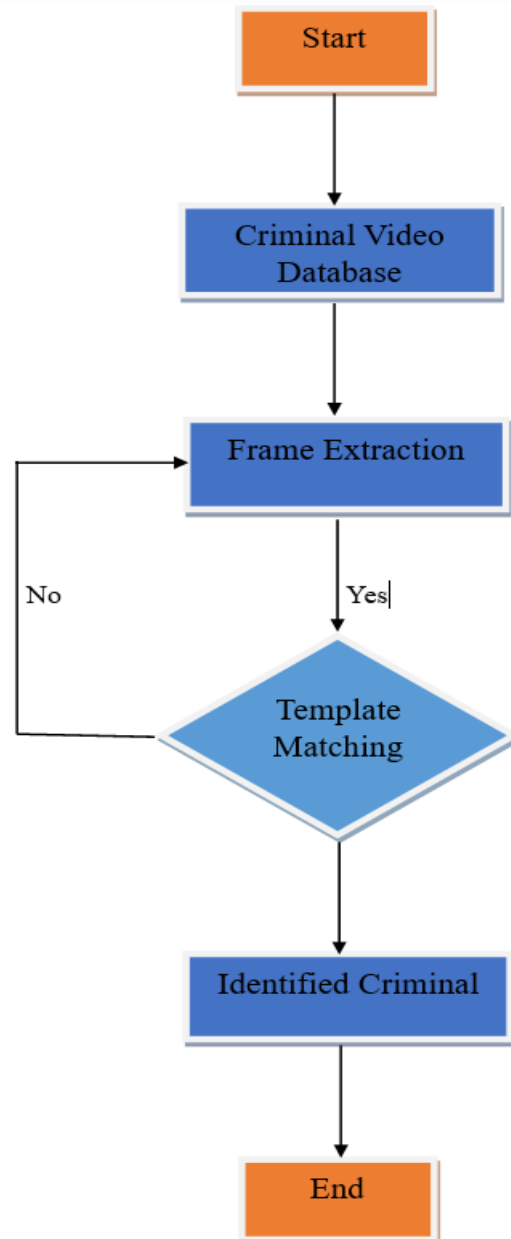 Start
Criminal Video
Database
Frame Extraction
No
Yes
Template
Matching
Identified Criminal
End